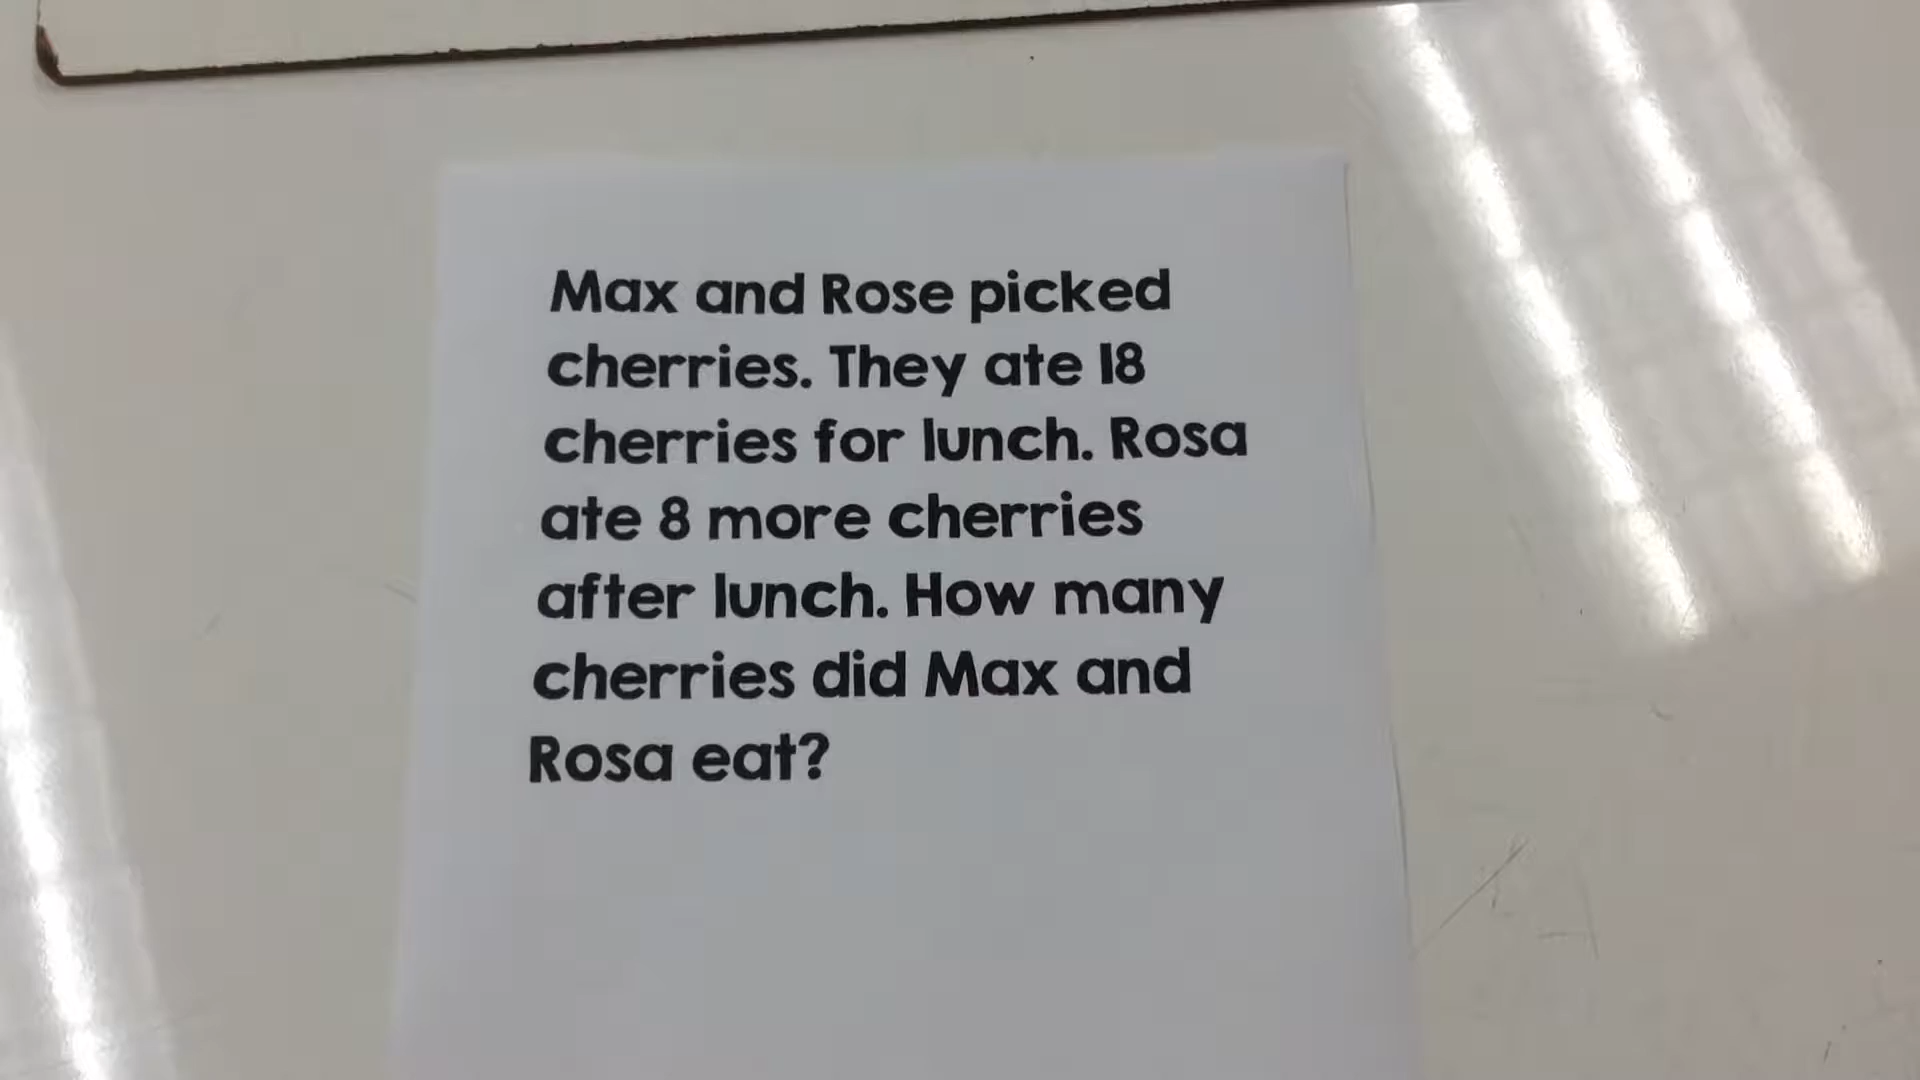 Max and Rose picked
cherries. They ate 18
cherries for lunch. Rosa
ate 8 more cherries
after lunch. How many
cherries did Max and
Rosa eat?